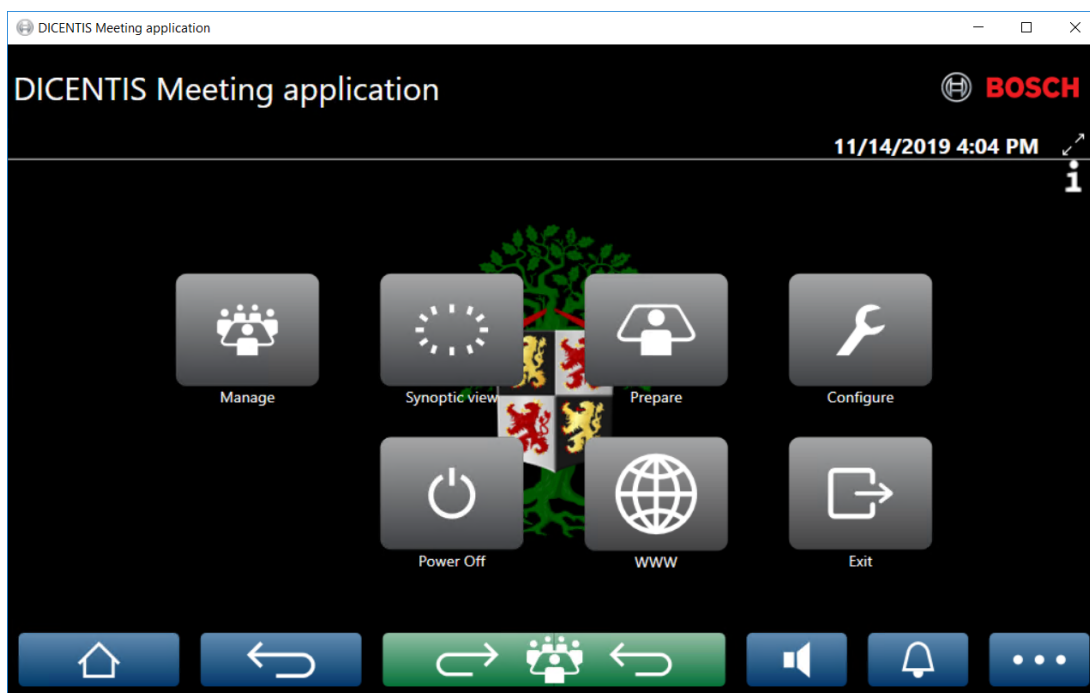 DICENTIS Meeting application
DICENTIS Meeting application
BOSCH
11/14/2019 4:04 PM
Manage
Synoptic view
Prepare
Configure
Power Off
WWW
Exit